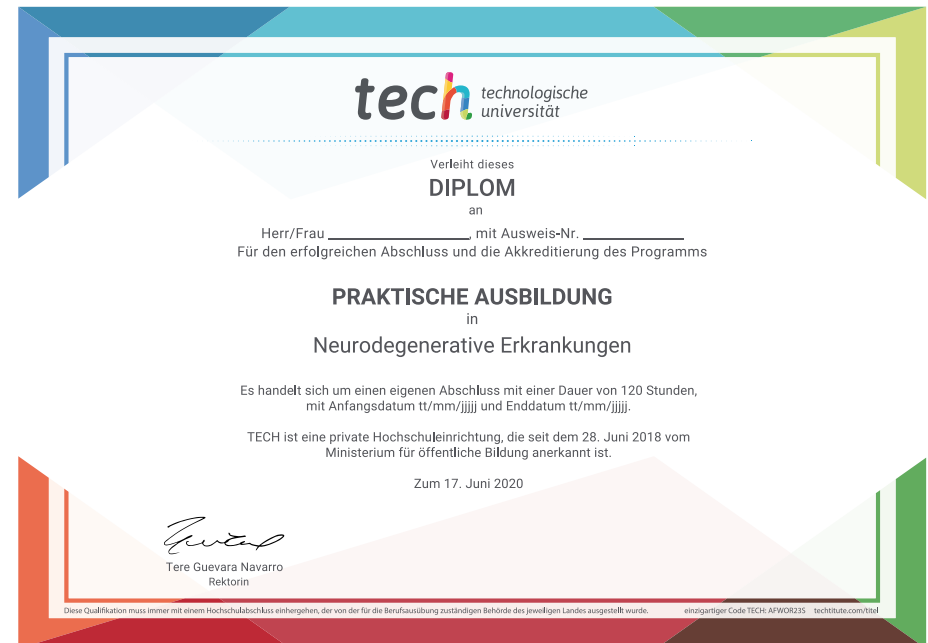 tech technologische
universität
Verleiht dieses
DIPLOM
an
Herr/Frau ____________________, mit Ausweis-Nr. ______________
Für den erfolgreichen Abschluss und die Akkreditierung des Programms
PRAKTISCHE AUSBILDUNG
in
Neurodegenerative Erkrankungen
Es handelt sich um einen eigenen Abschluss mit einer Dauer von 120 Stunden,
mit Anfangsdatum tt/mm/jjjjj und Enddatum tt/mm/jjjjj.
TECH ist eine private Hochschuleinrichtung, die seit dem 28. Juni 2018 vom
Ministerium für öffentliche Bildung anerkannt ist.
Zum 17. Juni 2020
Tere Guevara Navarro
Rektorin
Diese Qualifikation muss immer mit einem Hochschulabschluss einhergehen, der von der für die Berufsausübung zuständigen Behörde des jeweiligen Landes ausgestellt wurde. einzigartiger Code TECH: AFWOR23S techtitute.com/titel